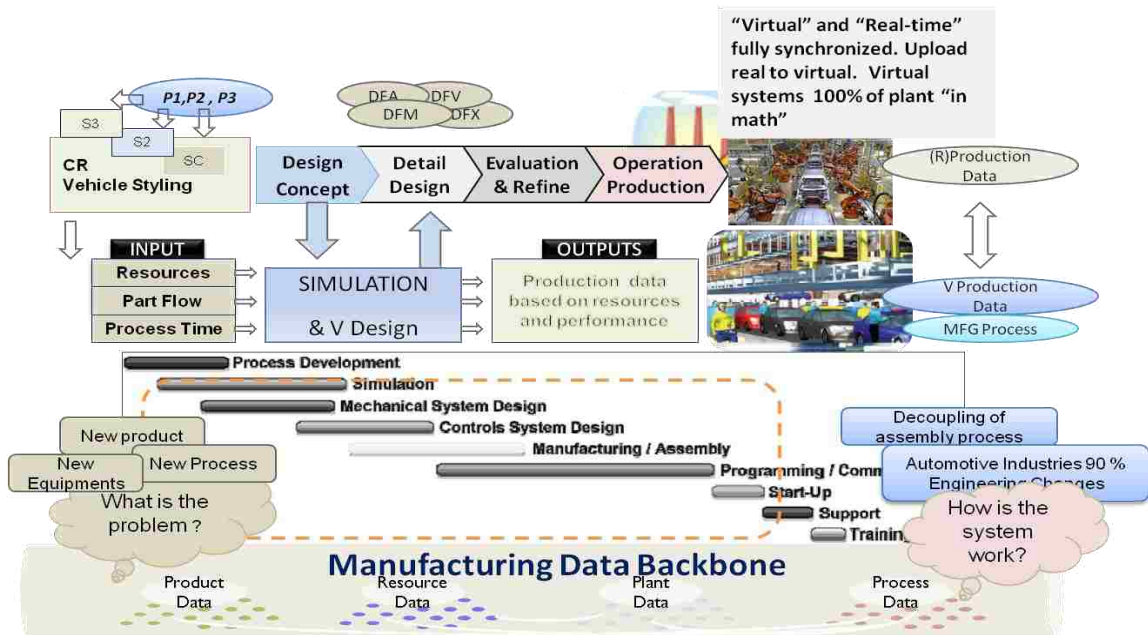 “Virtual” and “Real-time”
fully synchronized. Upload
real to virtual. Virtual
systems 100% of plant “in
math”
P1,P2 , P3
S3
S2
SC
CR
Vehicle Styling
DFA
DFV
DFM
DFX
Design
Concept
Detail
Design
Evaluation
& Refine
Operation
Production
(R)Production
Data
INPUT
Resources
Part Flow
Process Time
SIMULATION
& V Design
OUTPUTS
Production data
based on resources
and performance
V Production
Data
MFG Process
Process Development
Simulation
Mechanical System Design
Controls System Design
Manufacturing / Assembly
Programming / Comm
Start-Up
Support
Training
New product
New
Equipments
New Process
What is the
problem ?
Decoupling of
assembly process
Automotive Industries 90 %
Engineering Changes
How is the
system
work?
Manufacturing Data Backbone
Product
Data
Resource
Data
Plant
Data
Process
Data